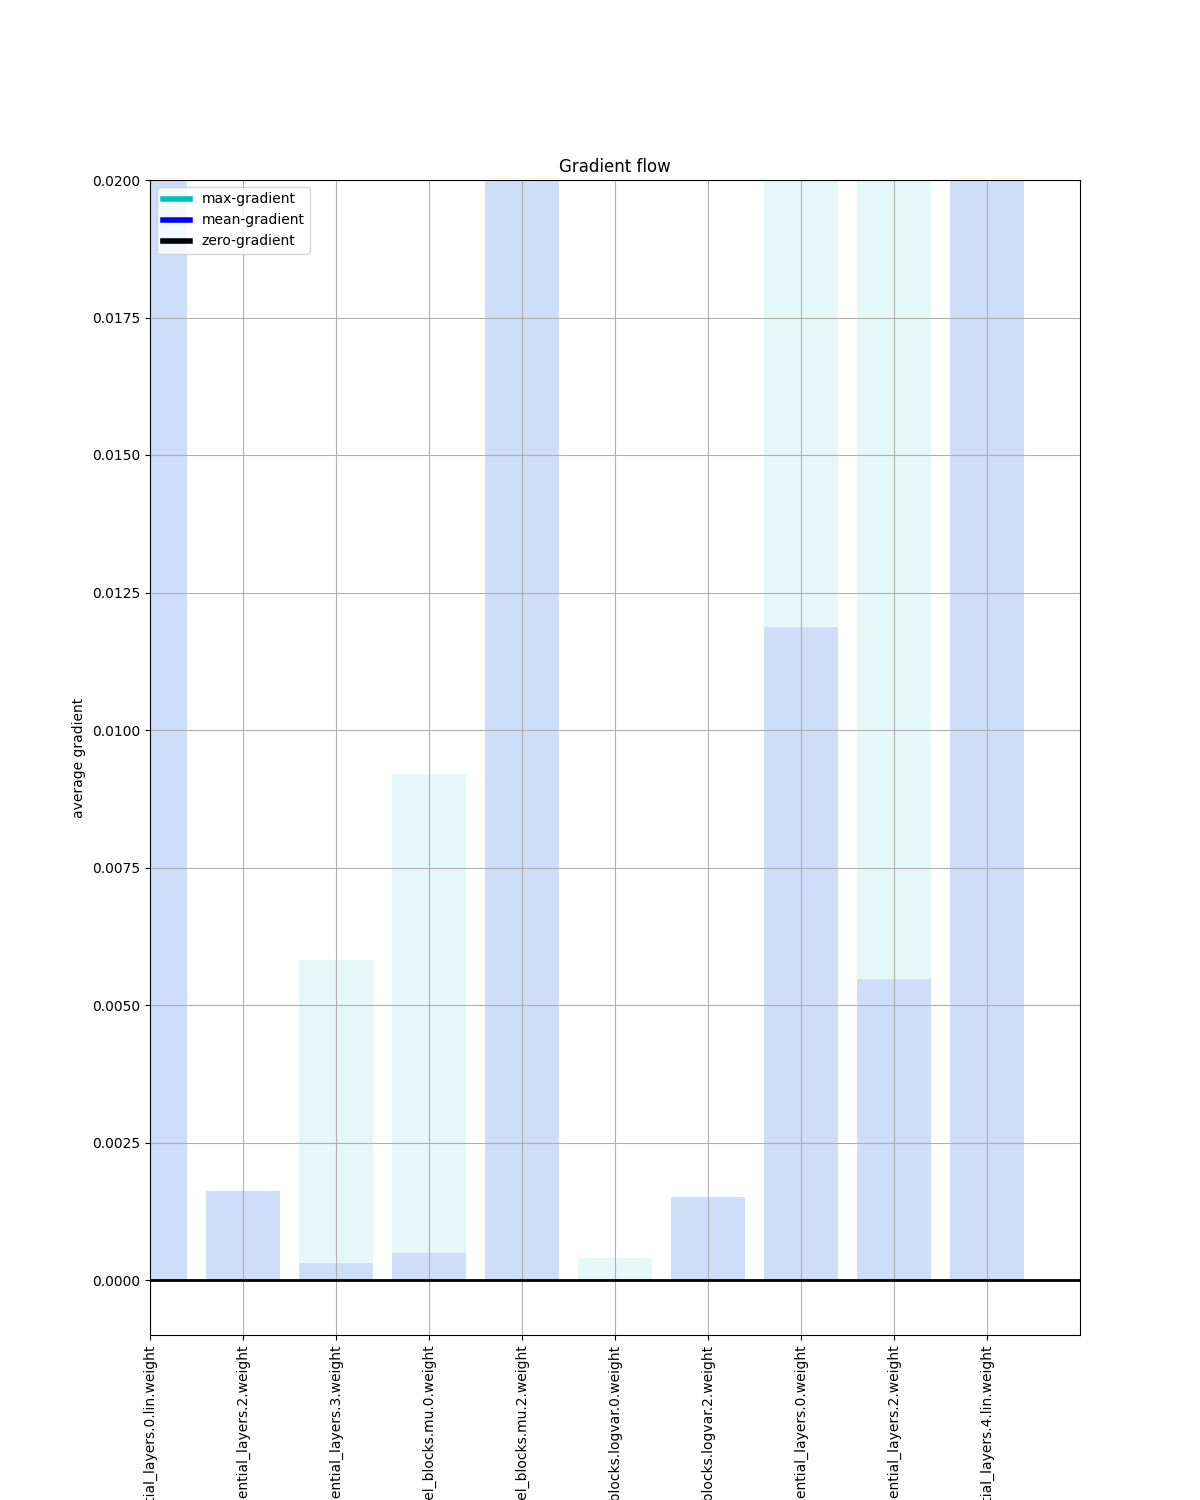 Gradient flow
max-gradient
mean-gradient
zero-gradient
0.0200
0.0175
0.0150
0.0125
0.0100
0.0075
0.0050
0.0025
0.0000
average gradient
tial_layers.0.lin.weight
ential_layers.2.weight
ential_layers.3.weight
el_blocks.mu.0.weight
el_blocks.mu.2.weight
blocks.logvar.0.weight
blocks.logvar.2.weight
ential_layers.0.weight
ential_layers.2.weight
tial_layers.4.lin.weight